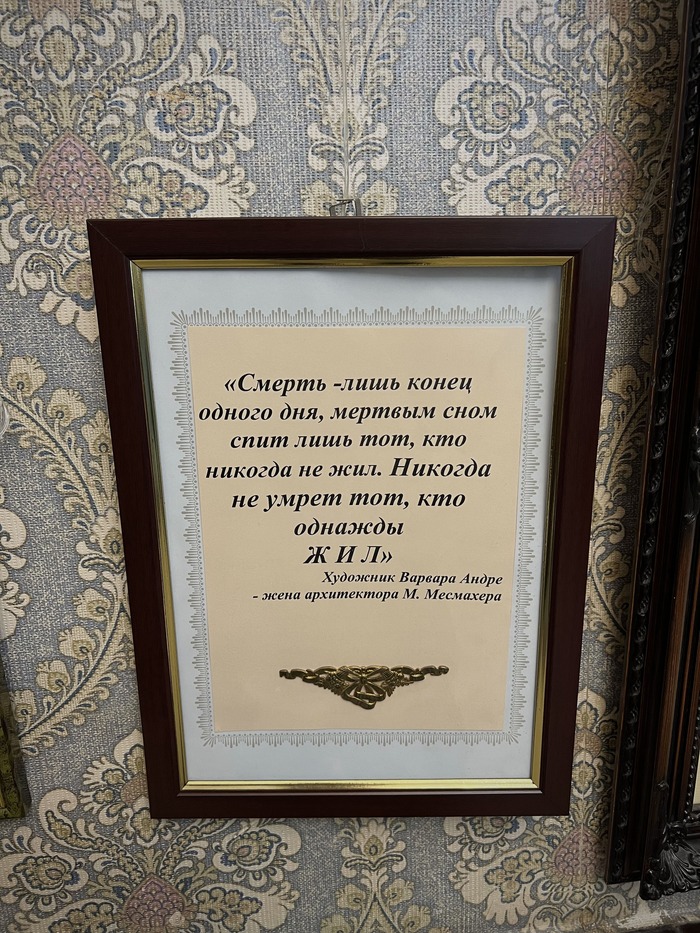 «Смерть -лишь конец
одного дня, мертвым сном
спит лишь тот, кто
никогда не жил. Никогда
не умрет тот, кто
однажды
Ж И Л»
Художник Варвара Андре
- жена архитектора М. Месмахера